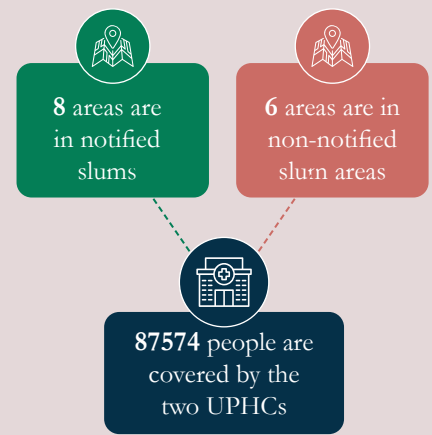 8 areas are
in notified
slums
6 areas are in
non-notified
slum areas
87574 people are
covered by the
two UPHCs